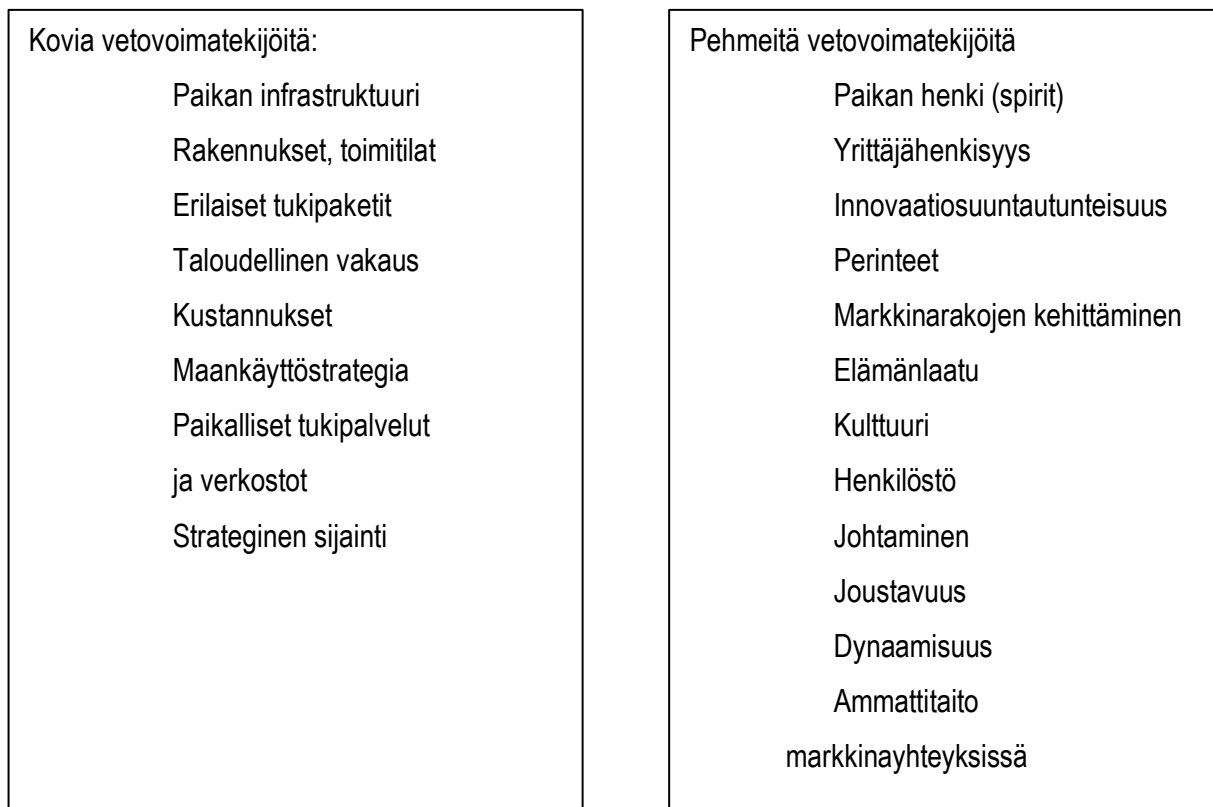 Kovia vetovoimatekijöitä:
Paikan infrastruktuuri
Rakennukset, toimitilat
Erilaiset tukipaketit
Taloudellinen vakaus
Kustannukset
Maankäyttöstrategia
Paikalliset tukipalvelut
ja verkostot
Strateginen sijainti
Pehmeitä vetovoimatekijöitä
Paikan henki (spirit)
Yrittäjähenkisyys
Innovaatiosuuntautunteisuus
Perinteet
Markkinarakojen kehittäminen
Elämänlaatu
Kulttuuri
Henkilöstö
Johtaminen
Joustavuus
Dynaamisuus
Ammattitaito
markkinayhteyksissä